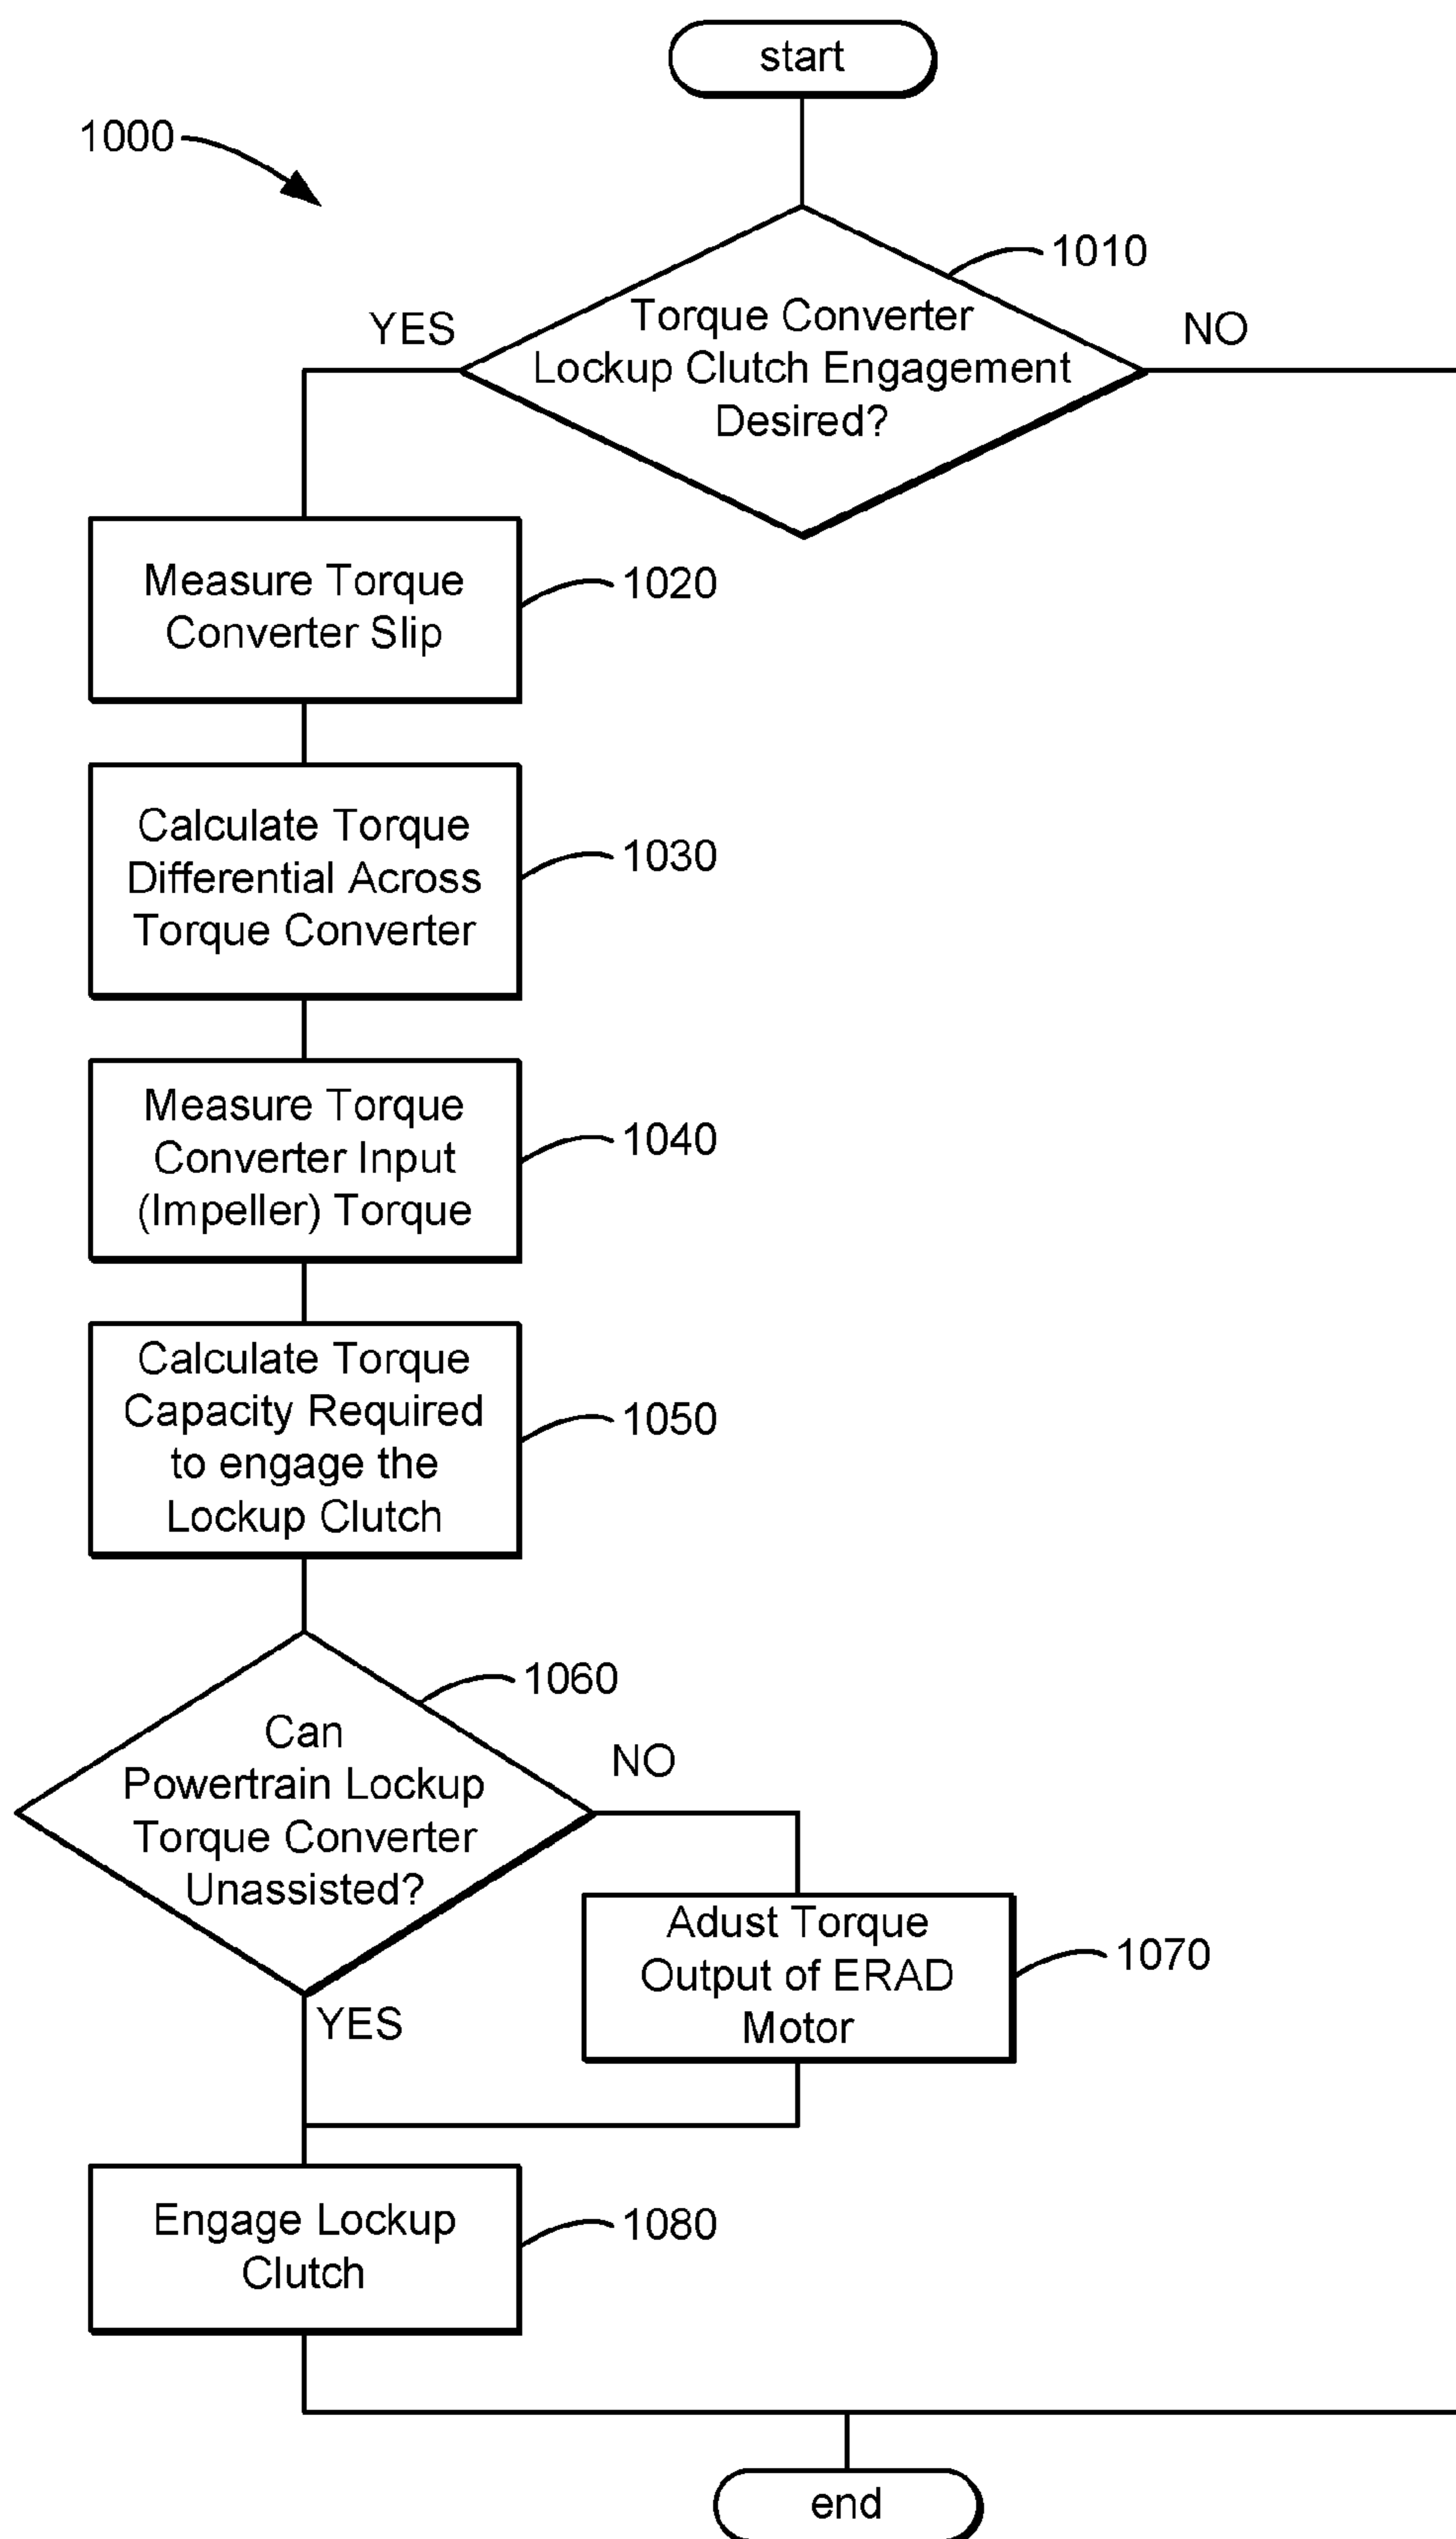 start
1000
1010
YES
NO
Torque Converter
Lockup Clutch Engagement
Desired?
Measure Torque
Converter Slip
1020
Calculate Torque
Differential Across
Torque Converter
1030
Measure Torque
Converter Input
(Impeller) Torque
1040
Calculate Torque
Capacity Required
to engage the
Lockup Clutch
1050
1060
Can
Powertrain Lockup
Torque Converter
Unassisted?
NO
YES
Adust Torque
Output of ERAD
Motor
1070
Engage Lockup
Clutch
1080
end